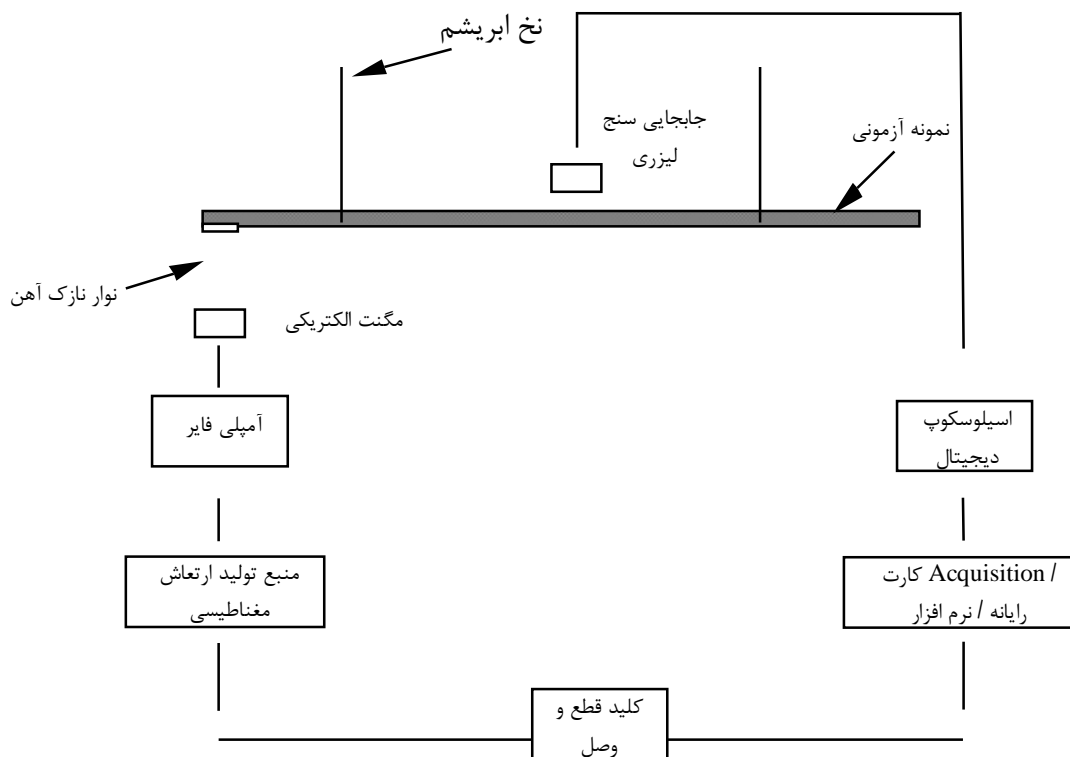 نخ ابریشم
جابجایی سنج
لیزری
نمونه آزمونی
نوار نازک آهن
مگنت الکتریکی
آمپلی فایر
اسیلوسکوپ
دیجیتال
منبع تولید ارتعاش
مغناطیسی
کارت Acquisition /
رایانه / نرم افزار
کلید قطع و
وصل